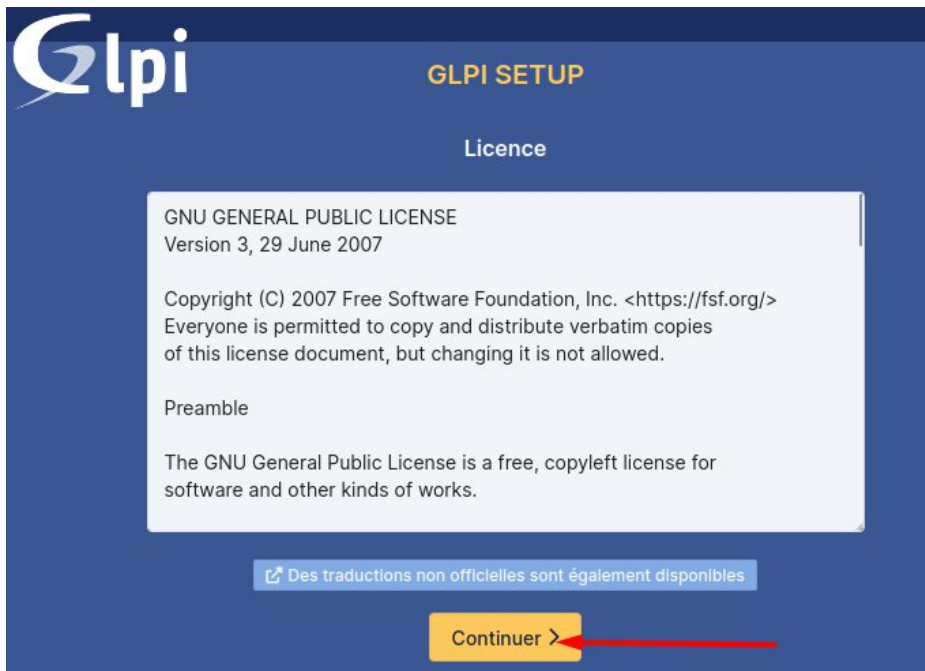 Glpi
GLPI SETUP
Licence
GNU GENERAL PUBLIC LICENSE
Version 3, 29 June 2007
Copyright (C) 2007 Free Software Foundation, Inc. <https://fsf.org/>
Everyone is permitted to copy and distribute verbatim copies
of this license document, but changing it is not allowed.
Preamble
The GNU General Public License is a free, copyleft license for
software and other kinds of works.
Des traductions non officielles sont également disponibles
Continuer